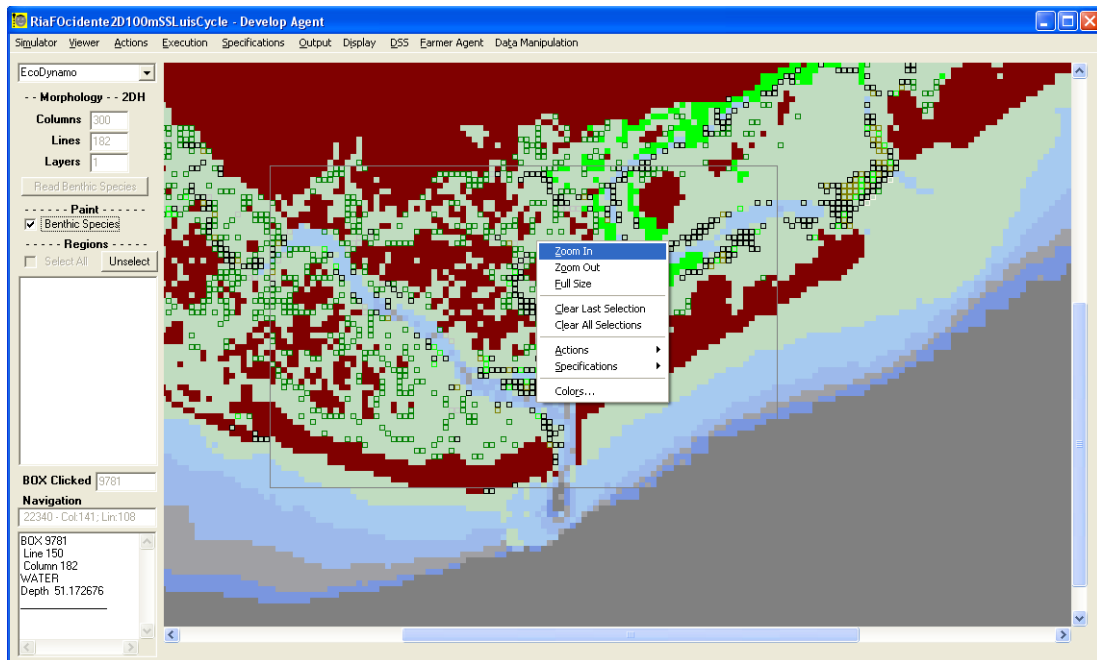 RiaFOcidente2D100mSSLuisCycle - Develop Agent
Simulator Viewer Actions Execution Specifications Output Display DSS Farmer Agent Data Manipulation
EcoDynamo
- - Morphology - - 2DH
Columns 300
Lines 182
Layers 1
Read Benthic Species
- - - - - - Paint - - - - - -
Benthic Species
- - - - - Regions - - - - -
Select All Unselect
BOX Clicked 9781
Navigation
22340 - Col:141; Lin:108
BOX 9781
Line 150
Column 182
WATER
Depth 51.172676
Zoom In
Zoom Out
Full Size
Clear Last Selection
Clear All Selections
Actions
Specifications
Colors...